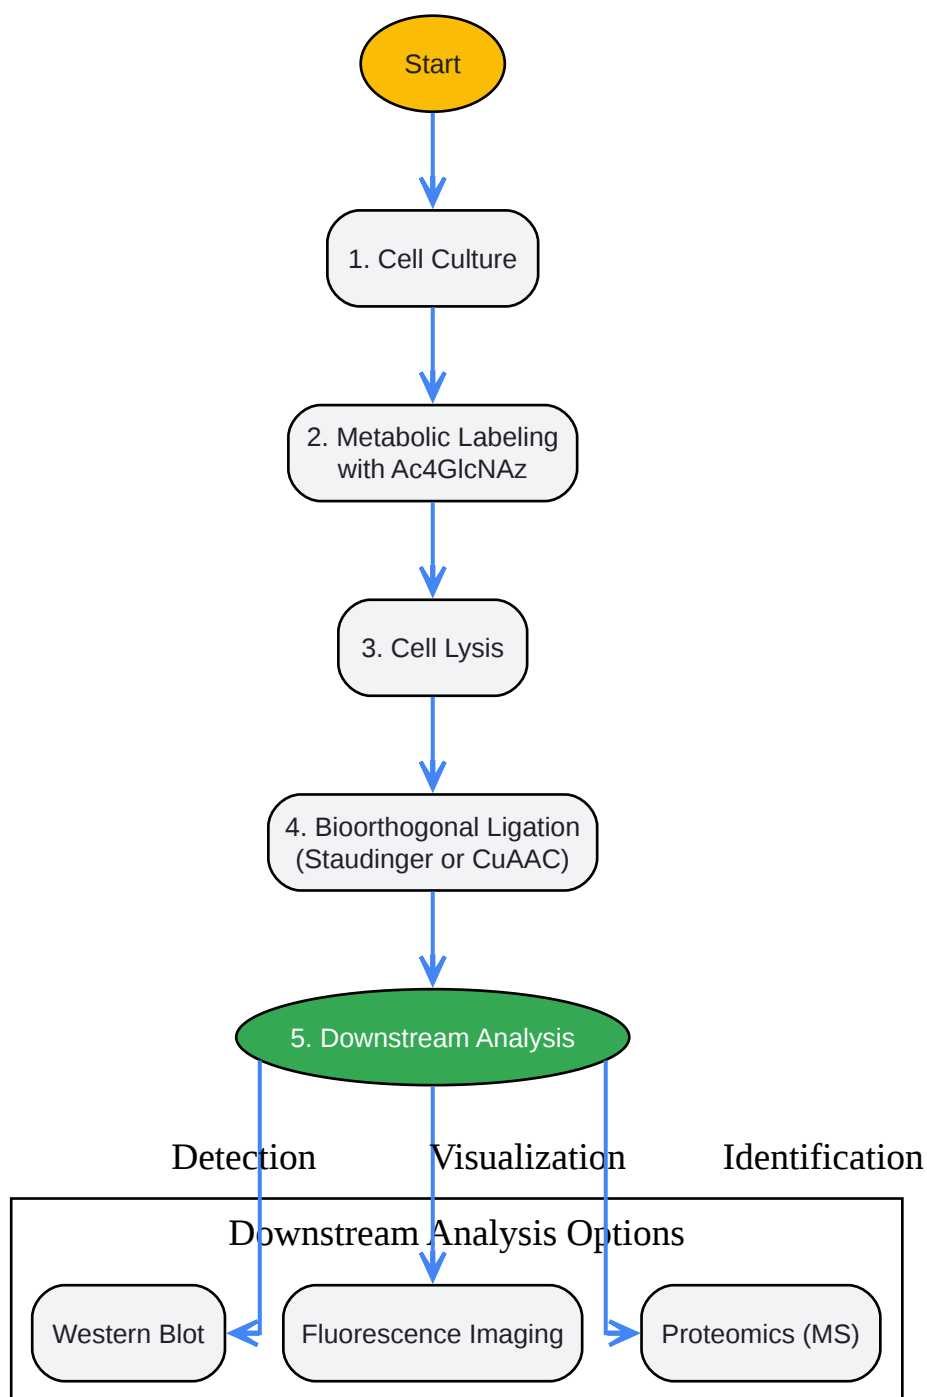 Start
1. Cell Culture
2. Metabolic Labeling
with Ac4GlcNAz
3. Cell Lysis
4. Bioorthogonal Ligation
(Staudinger or CuAAC)
5. Downstream Analysis
Detection
Visualization
Identification
Downstream Analysis Options
Western Blot
Fluorescence Imaging
Proteomics (MS)